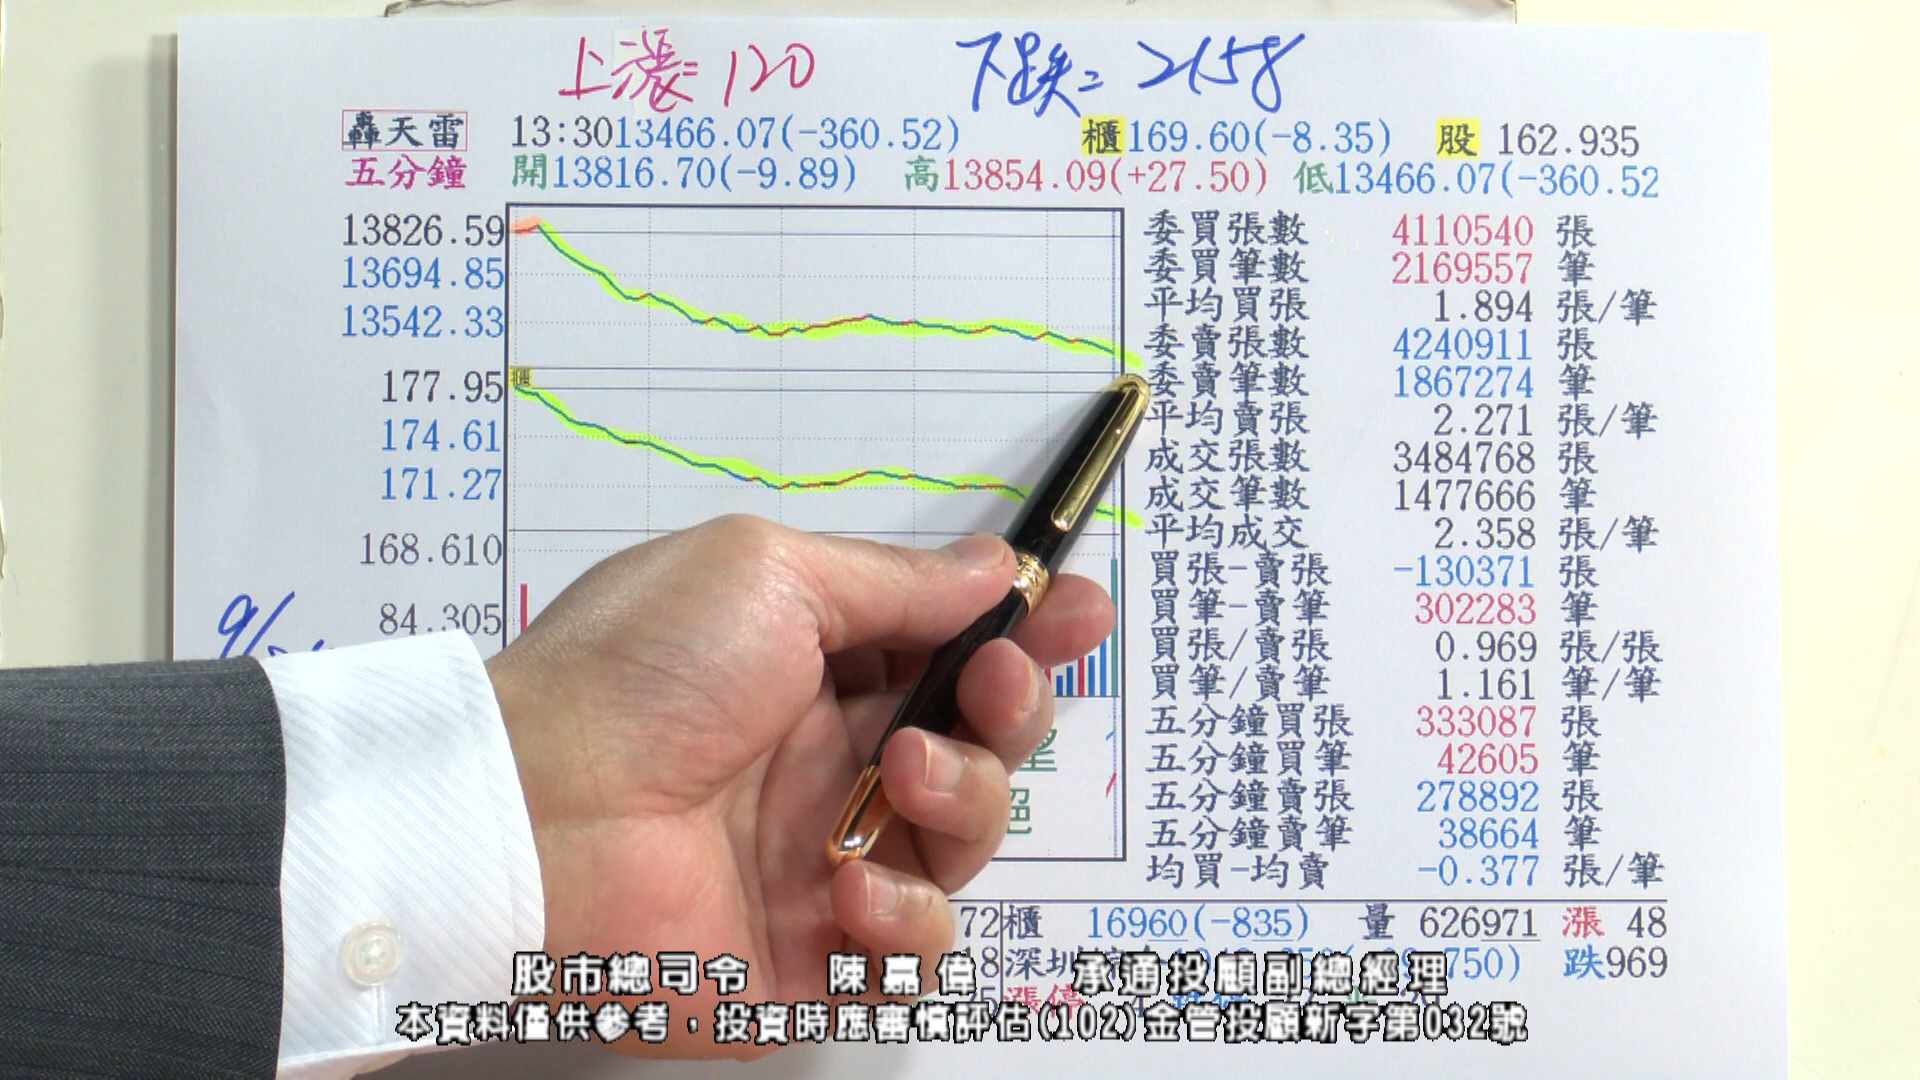 上漲=120 下跌=2158
轟天雷 13:30 13466.07(-360.52) 櫃169.60(-8.35) 股 162.935
五分鐘 開13816.70(-9.89) 高13854.09(+27.50) 低13466.07(-360.52
13826.59
13694.85
13542.33
177.95 櫃
174.61
171.27
168.610
84.305
9/
委買張數 4110540 張
委買筆數 2169557 筆
平均買張 1.894 張/筆
委賣張數 4240911 張
委賣筆數 1867274 筆
平均賣張 2.271 張/筆
成交張數 3484768 張
成交筆數 1477666 筆
平均成交 2.358 張/筆
買張-賣張 -130371 張
買筆-賣筆 302283 筆
買張/賣張 0.969 張/張
買筆/賣筆 1.161 筆/筆
五分鐘買張 333087 張
五分鐘買筆 42605 筆
五分鐘賣張 278892 張
五分鐘賣筆 38664 筆
均買-均賣 -0.377 張/筆
72 櫃 16960(-835) 量 626971 漲 48
18 深圳 750) 跌969
漲停
股市總司令 陳嘉偉 承通投顧副總經理
本資料僅供參考，投資時應審慎評估(102)金管投顧新字第032號